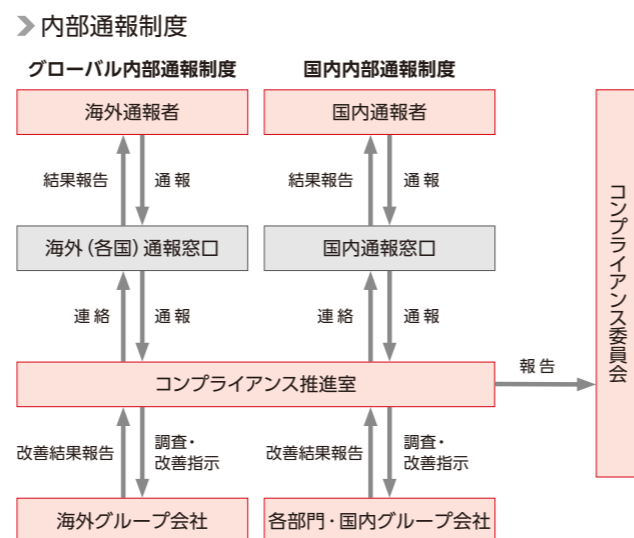 内部通報制度
グローバル内部通報制度
国内内部通報制度
海外通報者
国内通報者
結果報告
通報
結果報告
通報
海外(各国)通報窓口
国内通報窓口
連絡
通報
連絡
通報
コンプライアンス推進室
報告
コンプライアンス委員会
改善結果報告
調査・
改善指示
改善結果報告
調査・
改善指示
海外グループ会社
各部門・国内グループ会社